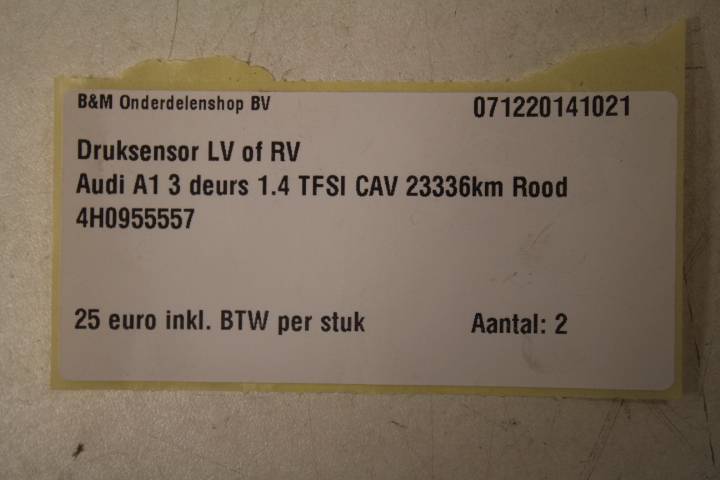 B&M Onderdelenshop BV 071220141021
Druksensor LV of RV
Audi A1 3 deurs 1.4 TFSI CAV 23336km Rood
4H0955557
25 euro inkl. BTW per stuk Aantal: 2